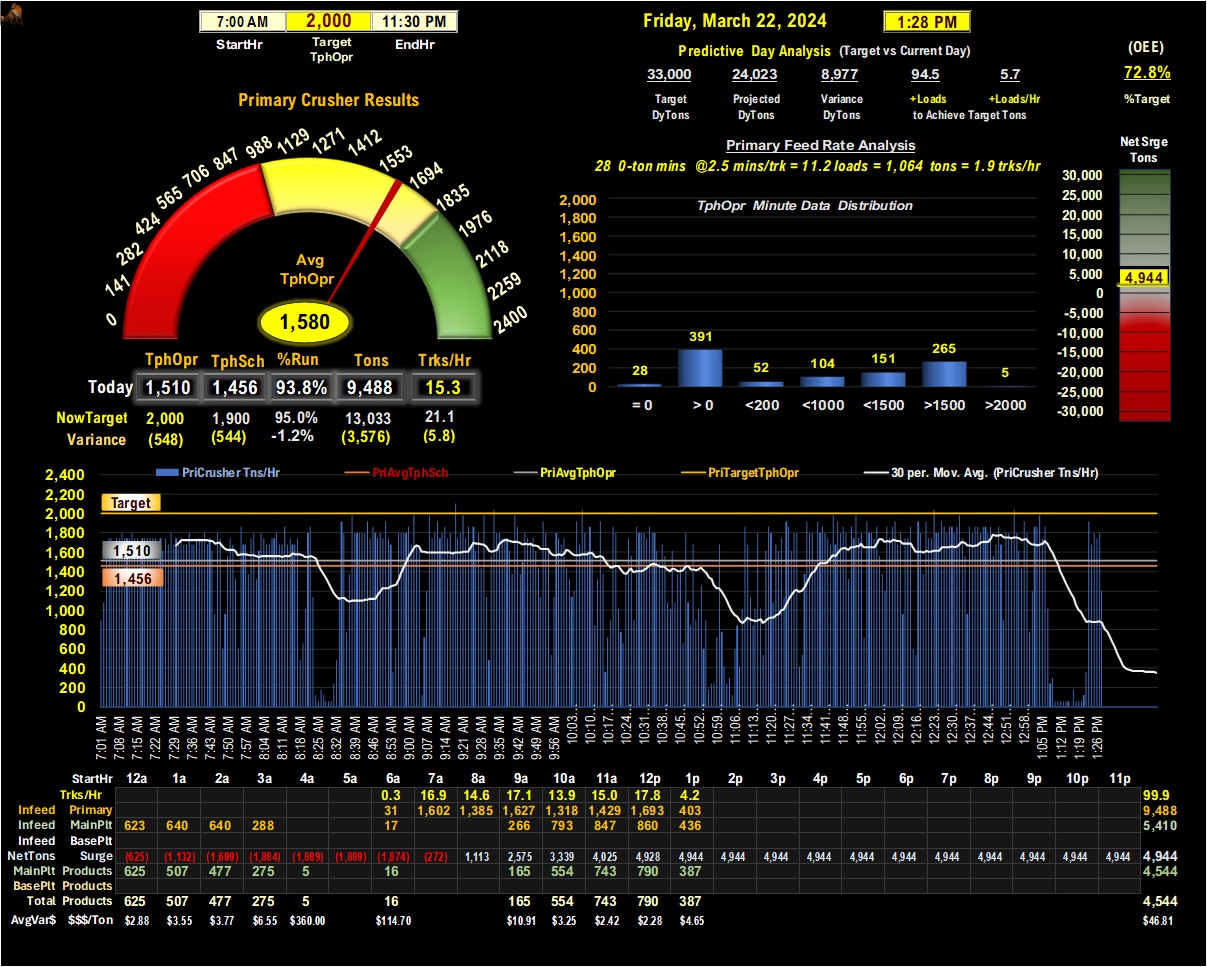 7:00 AM 2,000 11:30 PM
StartHr Target TphOpr EndHr
Friday, March 22, 2024 1:28 PM
Predictive Day Analysis (Target vs Current Day)
33,000 24,023 8,977 94.5 5.7
Target DyTons Projected DyTons Variance DyTons +Loads +Loads/Hr
to Achieve Target Tons
(OEE)
72.8%
%Target
Primary Crusher Results
0 141 282 424 565 706 847 988 1129 1271 1412 1553 1694 1835 1976 2118 2259 2400
Avg
TphOpr
1,580
TphOpr TphSch %Run Tons Trks/Hr
Today 1,510 1,456 93.8% 9,488 15.3
NowTarget 2,000 1,900 95.0% 13,033 21.1
Variance (548) (544) -1.2% (3,576) (5.8)
Primary Feed Rate Analysis
28 0-ton mins @2.5 mins/trk = 11.2 loads = 1,064 tons = 1.9 trks/hr
TphOpr Minute Data Distribution
2,000
1,800
1,600
1,400
1,200
1,000
800
600
400
200
0
28 391 52 104 151 265 5
= 0 > 0 <200 <1000 <1500 >1500 >2000
Net Srge
Tons
30,000
25,000
20,000
15,000
10,000
5,000
0
-5,000
-10,000
-15,000
-20,000
-25,000
-30,000
4,944
PriCrusher Tns/Hr PriAvgTphSch PriAvgTphOpr PriTargetTphOpr 30 per. Mov. Avg. (PriCrusher Tns/Hr)
2,400
2,200
2,000
1,800
1,600
1,400
1,200
1,000
800
600
400
200
0
Target
1,510
1,456
7:01 AM 7:08 AM 7:15 AM 7:22 AM 7:29 AM 7:36 AM 7:43 AM 7:50 AM 7:57 AM 8:04 AM 8:11 AM 8:18 AM 8:25 AM 8:32 AM 8:39 AM 8:46 AM 8:53 AM 9:00 AM 9:07 AM 9:14 AM 9:21 AM 9:28 AM 9:35 AM 9:42 AM 9:49 AM 9:56 AM 10:03… 10:10… 10:17… 10:24… 10:31… 10:38… 10:45… 10:52… 10:59… 11:06… 11:13… 11:20… 11:27… 11:34… 11:41… 11:48… 11:55… 12:02… 12:09… 12:16… 12:23… 12:30… 12:37… 12:44… 12:51… 12:58… 1:05 PM 1:12 PM 1:19 PM 1:26 PM
StartHr 12a 1a 2a 3a 4a 5a 6a 7a 8a 9a 10a 11a 12p 1p 2p 3p 4p 5p 6p 7p 8p 9p 10p 11p
Trks/Hr 0.3 16.9 14.6 17.1 13.9 15.0 17.8 4.2 99.9
Infeed Primary 31 1,602 1,385 1,627 1,318 1,429 1,693 403 9,488
Infeed MainPlt 623 640 640 288 17 266 793 847 860 436 5,410
Infeed BasePlt
NetTons Surge (625) (1,132) (1,609) (1,884) (1,889) (1,889) (1,874) (272) 1,113 2,575 3,339 4,025 4,928 4,944 4,944 4,944 4,944 4,944 4,944 4,944 4,944 4,944 4,944 4,944 4,944
MainPlt Products 625 507 477 275 5 16 165 554 743 790 387 4,544
BasePlt Products
Total Products 625 507 477 275 5 16 165 554 743 790 387 4,544
AvgVar$ $$$/Ton $2.88 $3.55 $3.77 $6.55 $360.00 $114.70 $10.91 $3.25 $2.42 $2.28 $4.65 $46.81